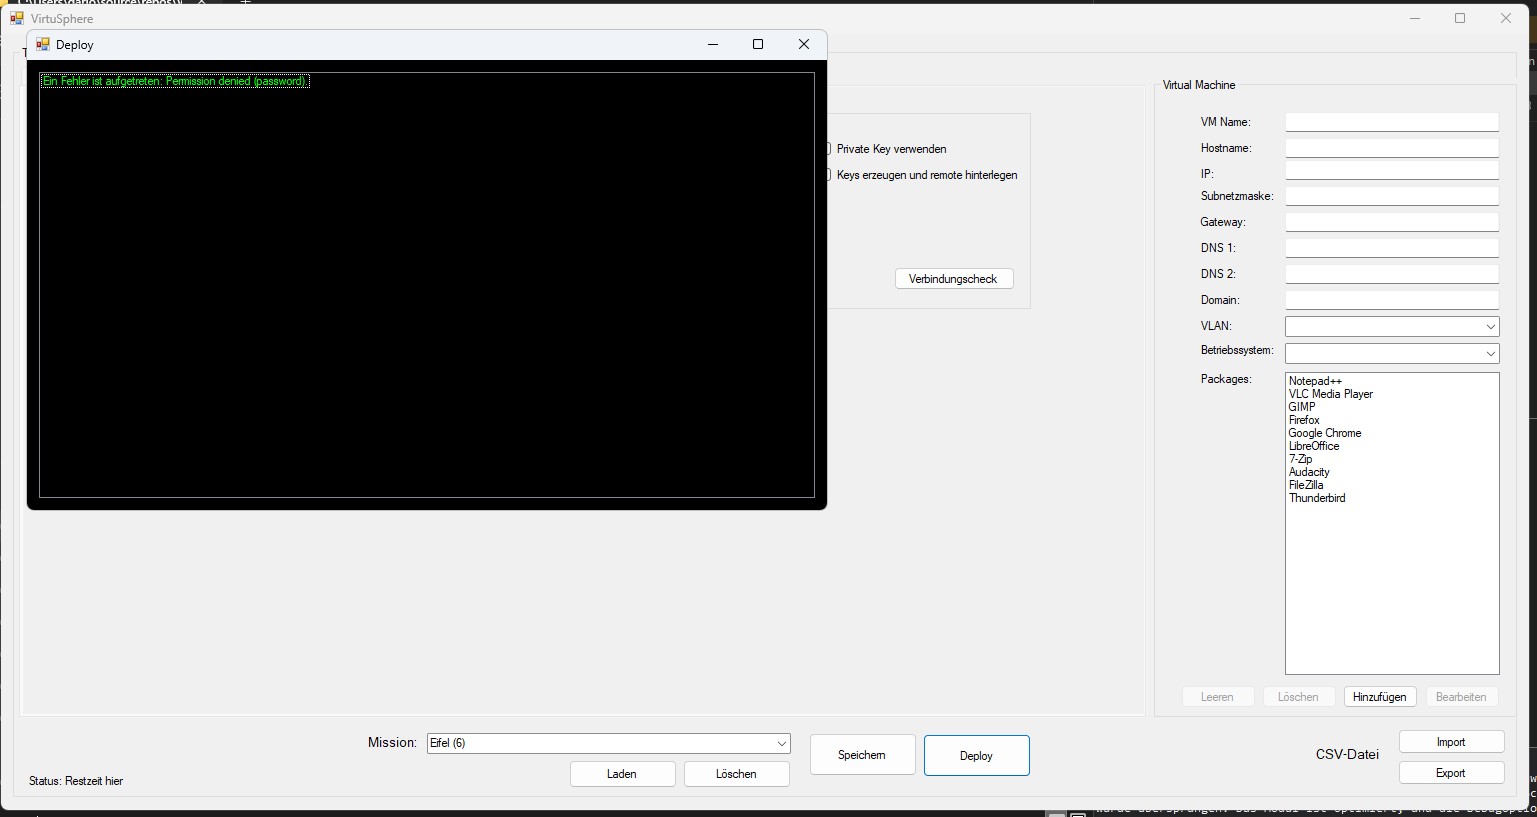 VirtuSphere
Deploy
Ein Fehler ist aufgetreten: Permission denied (password).
Private Key verwenden
Keys erzeugen und remote hinterlegen
Verbindungscheck
Virtual Machine
VM Name:
Hostname:
IP:
Subnetzmaske:
Gateway:
DNS 1:
DNS 2:
Domain:
VLAN:
Betriebssystem:
Packages:
Notepad++
VLC Media Player
GIMP
Firefox
Google Chrome
LibreOffice
7-Zip
Audacity
FileZilla
Thunderbird
Leeren
Löschen
Hinzufügen
Bearbeiten
Mission:
Eifel (6)
Speichern
Deploy
Laden
Löschen
CSV-Datei
Import
Export
Status: Restzeit hier